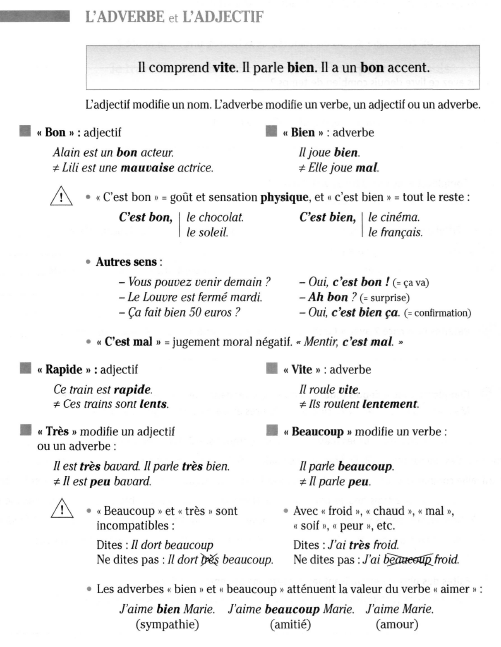 L'ADVERBE et L'ADJECTIF
Il comprend vite. Il parle bien. Il a un bon accent.
L'adjectif modifie un nom. L'adverbe modifie un verbe, un adjectif ou un adverbe.
« Bon » : adjectif
Alain est un bon acteur.
≠ Lili est une mauvaise actrice.
« Bien » : adverbe
Il joue bien.
≠ Elle joue mal.
• « C'est bon » = goût et sensation physique, et « c'est bien » = tout le reste :
C'est bon, le chocolat.
le soleil.
C'est bien, le cinéma.
le français.
• Autres sens :
– Vous pouvez venir demain ? – Oui, c'est bon ! (= ça va)
– Le Louvre est fermé mardi. – Ah bon ? (= surprise)
– Ça fait bien 50 euros ? – Oui, c'est bien ça. (= confirmation)
• « C'est mal » = jugement moral négatif. « Mentir, c'est mal. »
« Rapide » : adjectif
Ce train est rapide.
≠ Ces trains sont lents.
« Vite » : adverbe
Il roule vite.
≠ Ils roulent lentement.
« Très » modifie un adjectif
ou un adverbe :
Il est très bavard. Il parle très bien.
≠ Il est peu bavard.
« Beaucoup » modifie un verbe :
Il parle beaucoup.
≠ Il parle peu.
• « Beaucoup » et « très » sont
incompatibles :
Dites : Il dort beaucoup
Ne dites pas : Il dort très beaucoup.
• Avec « froid », « chaud », « mal »,
« soif », « peur », etc.
Dites : J'ai très froid.
Ne dites pas : J'ai beaucoup froid.
• Les adverbes « bien » et « beaucoup » atténuent la valeur du verbe « aimer » :
J'aime bien Marie. J'aime beaucoup Marie. J'aime Marie.
(sympathie) (amitié) (amour)